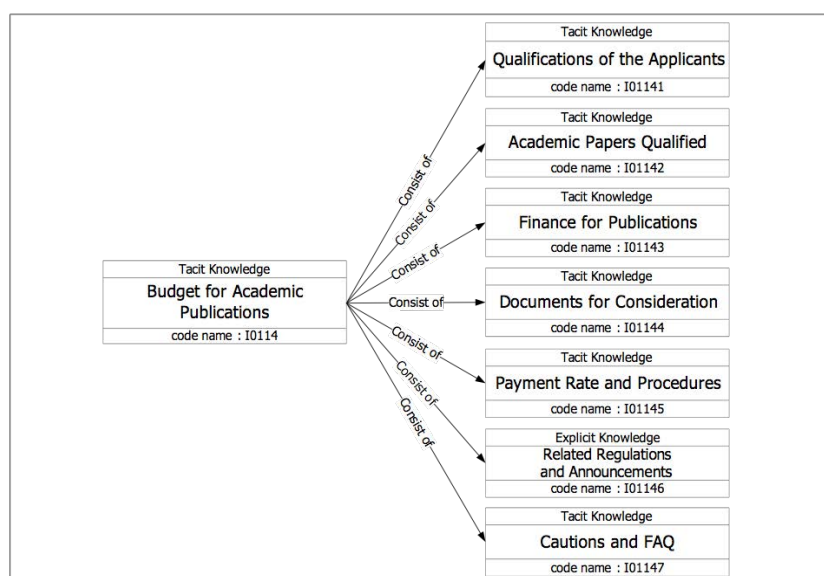 Tacit Knowledge
Budget for Academic
Publications
code name : I0114
Consist of
Consist of
Consist of
Consist of
Consist of
Consist of
Consist of
Tacit Knowledge
Qualifications of the Applicants
code name : I01141
Tacit Knowledge
Academic Papers Qualified
code name : I01142
Tacit Knowledge
Finance for Publications
code name : I01143
Tacit Knowledge
Documents for Consideration
code name : I01144
Tacit Knowledge
Payment Rate and Procedures
code name : I01145
Explicit Knowledge
Related Regulations
and Announcements
code name : I01146
Tacit Knowledge
Cautions and FAQ
code name : I01147